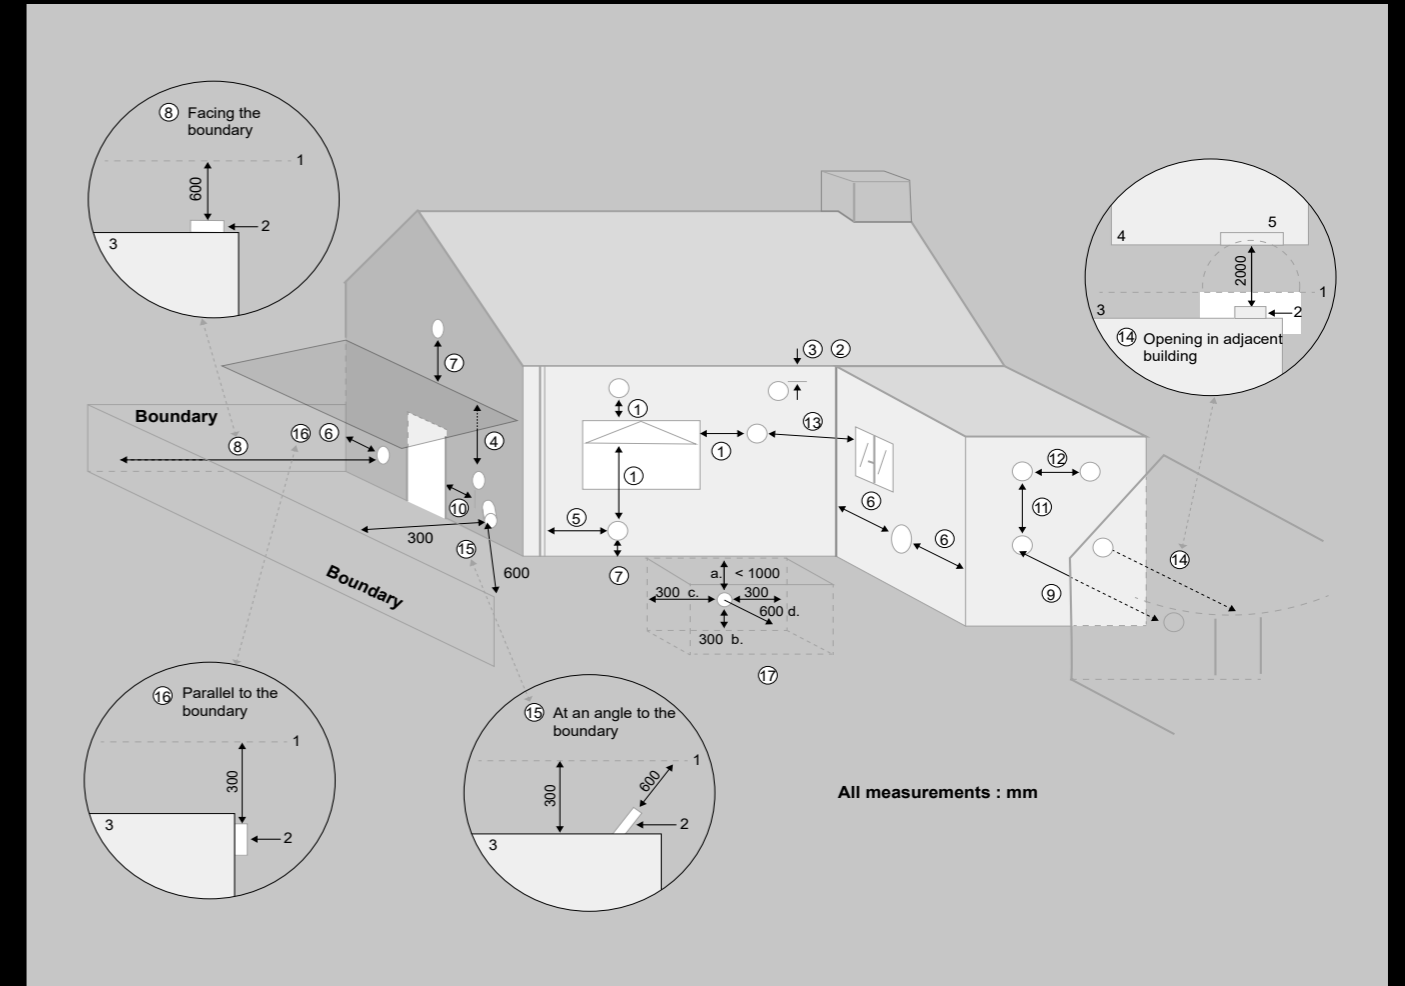 ⑧ Facing the
boundary
1
600
2
3
4
5
2000
1
2
3
⑭ Opening in adjacent
building
③ ②
⑦
①
⑬
Boundary
⑯ ⑥
⑧
④
①
⑫
①
⑩
⑥
⑪
⑤
300
⑮
⑥
⑭
600
⑦
a. < 1000
Boundary
300 c.
300
600 d.
⑨
300 b.
⑰
⑯ Parallel to the
boundary
1
300
3
2
⑮ At an angle to the
boundary
1
300
600
2
3
All measurements : mm